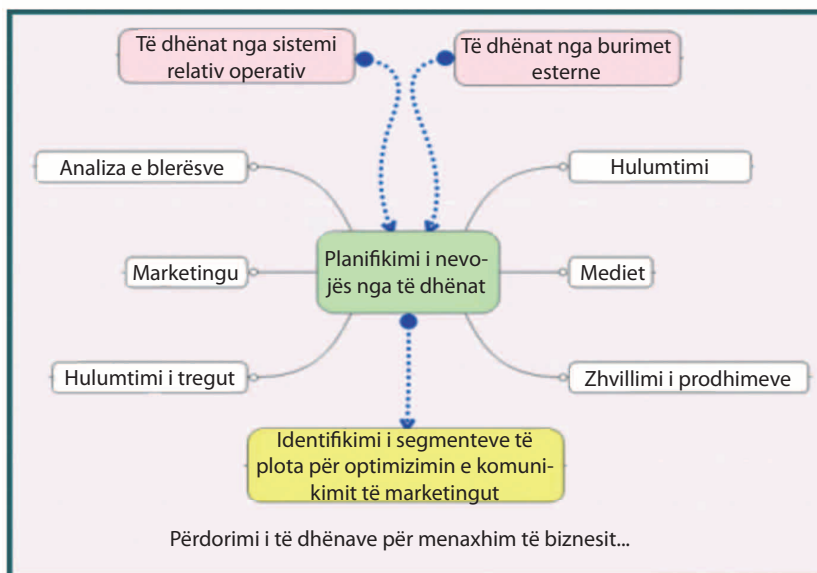 Të dhënat nga sistemi
relativ operativ
Të dhënat nga burimet
esterne
Analiza e blerësve
Hulumtimi
Planifikimi i nevo-
jës nga të dhënat
Marketingu
Mediet
Hulumtimi i tregut
Zhvillimi i prodhimeve
Identifikimi i segmenteve të
plota për optimizimin e komuni-
kimit të marketingut
Përdorimi i të dhënave për menaxhim të biznesit...